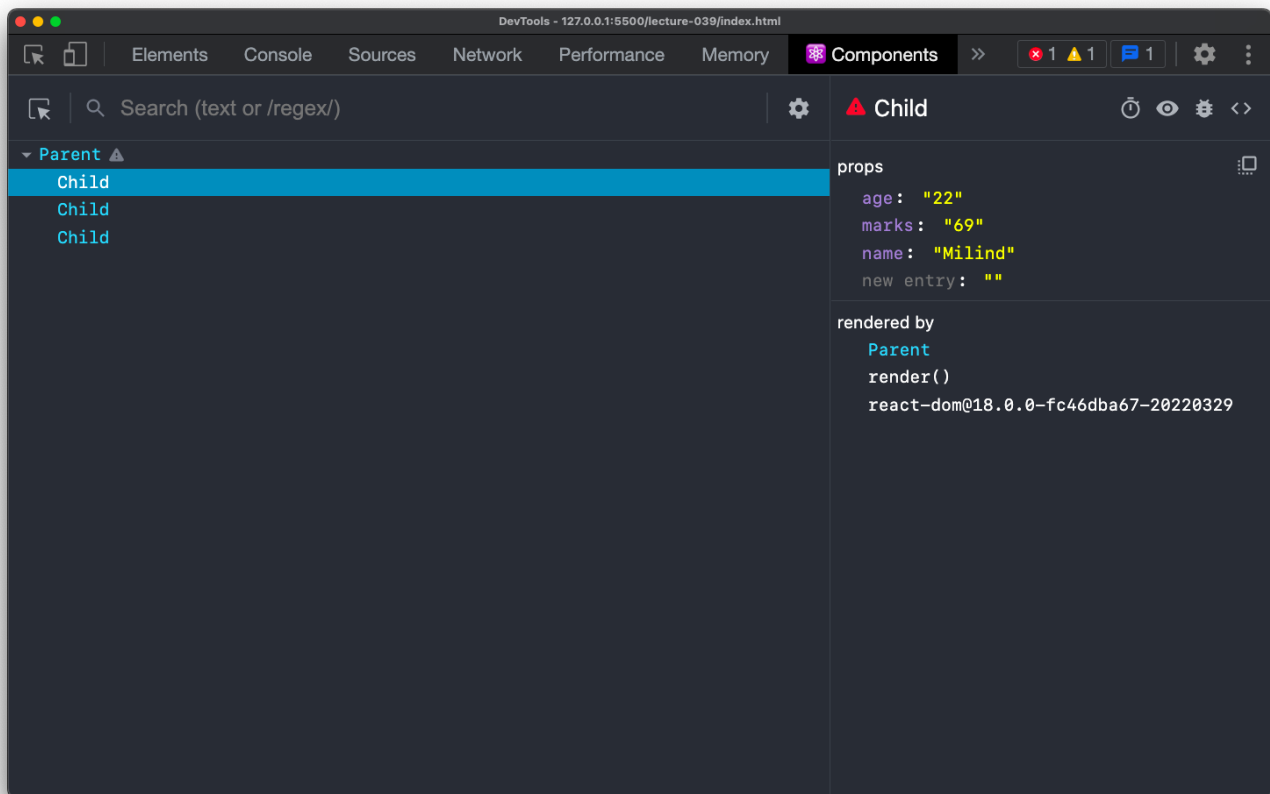 DevTools - 127.0.0.1:5500/lecture-039/index.html
Elements Console Sources Network Performance Memory Components » 1 1 1
Search (text or /regex/)
Child
Parent
Child
Child
Child
props
age: "22"
marks: "69"
name: "Milind"
new entry: ""
rendered by
Parent
render()
react-dom@18.0.0-fc46dba67-20220329